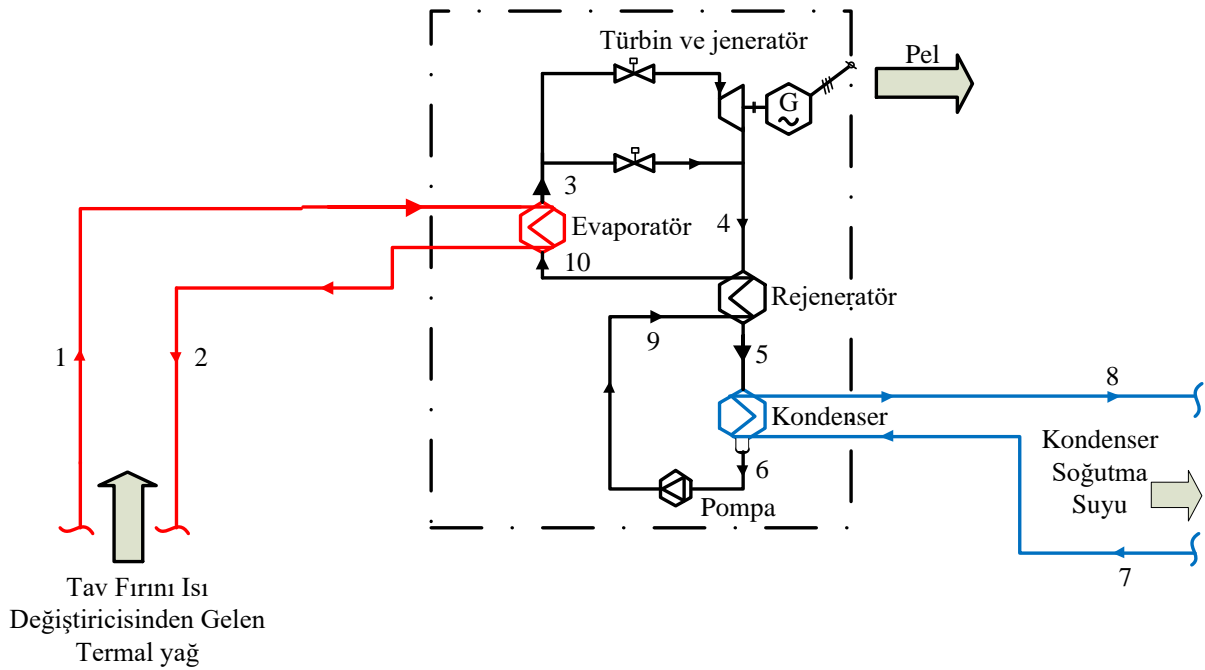 Türbin ve jeneratör
Pel
G
3
4
Evaporatör
10
Rejeneratör
1
2
9
5
8
Kondenser
Kondenser
Soğutma
Suyu
6
Pompa
7
Tav Fırını Isı
Değiştiricisinden Gelen
Termal yağ